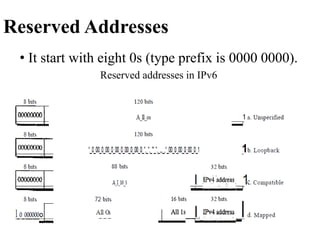 Reserved Addresses
• It start with eight 0s (type prefix is 0000 0000).
Reserved addresses in IPv6
8 bits 120 bits
00000000 a. Unspecified
8 bits 120 bits
00000000 b. Loopback
8 bits 88 bits 32 bits
00000000 IPv4 address Compatible
8 bits 72 bits 16 bits 32 bits
All 0s All 1s IPv4 address d. Mapped